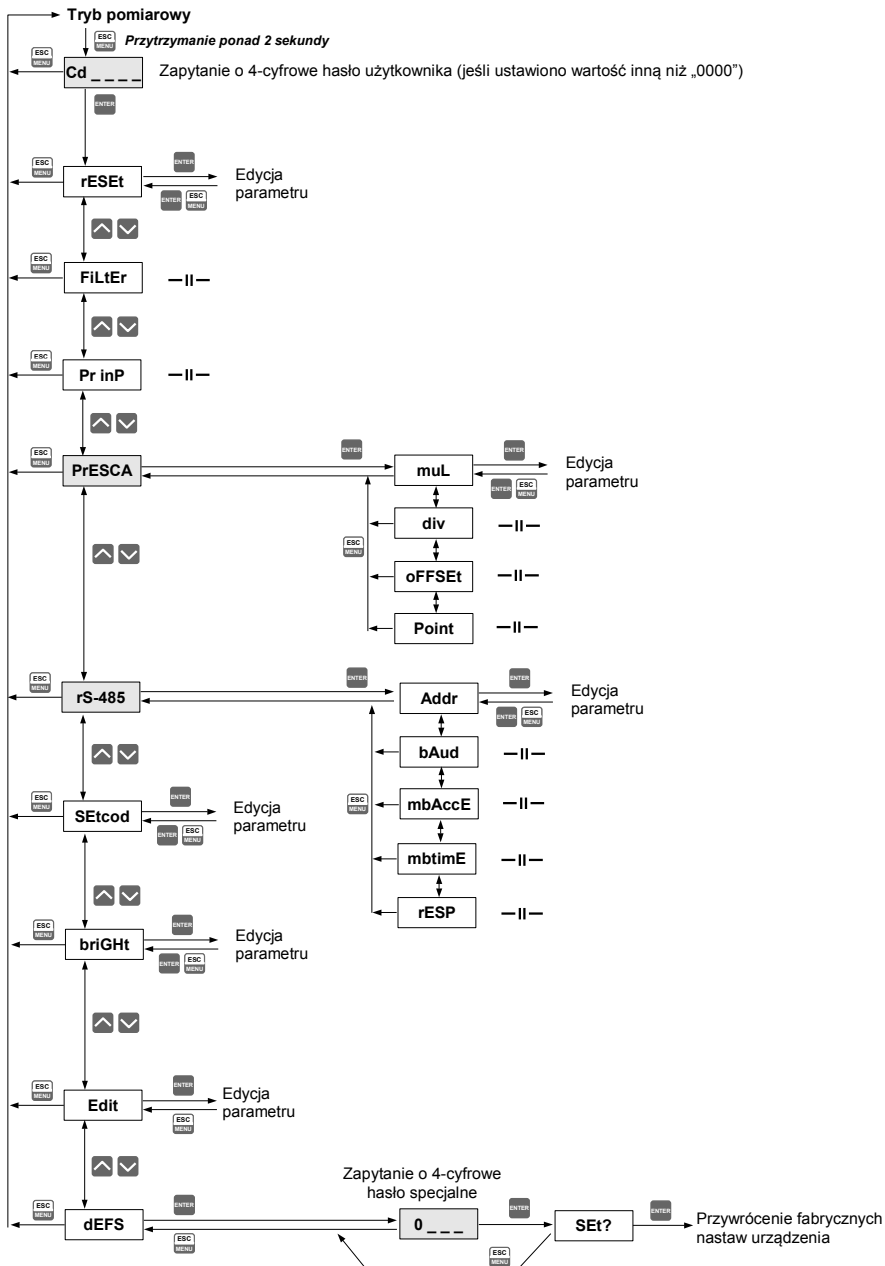 Tryb pomiarowy
ESC
MENU
Przytrzymanie ponad 2 sekundy
ESC
MENU
Cd _ _ _ _
Zapytanie o 4-cyfrowe hasło użytkownika (jeśli ustawiono wartość inną niż „0000”)
ENTER
ESC
MENU
rESEt
ENTER
ENTER
ESC
MENU
Edycja
parametru
ESC
MENU
FiLtEr
—II—
ESC
MENU
Pr inP
—II—
ESC
MENU
PrESCA
ENTER
muL
ENTER
ENTER
ESC
MENU
Edycja
parametru
div
—II—
ESC
MENU
oFFSEt
—II—
Point
—II—
ESC
MENU
rS-485
ENTER
Addr
ENTER
ENTER
ESC
MENU
Edycja
parametru
bAud
—II—
ESC
MENU
mbAccE
—II—
mbtimE
—II—
rESP
—II—
ESC
MENU
SEtcod
ENTER
ENTER
ESC
MENU
Edycja
parametru
ESC
MENU
briGHt
ENTER
ENTER
ESC
MENU
Edycja
parametru
ESC
MENU
Edit
ENTER
ESC
MENU
Edycja
parametru
Zapytanie o 4-cyfrowe
hasło specjalne
ESC
MENU
dEFS
ENTER
ESC
MENU
0 _ _ _
ENTER
SEt?
ENTER
ESC
MENU
Przywrócenie fabrycznych
nastaw urządzenia